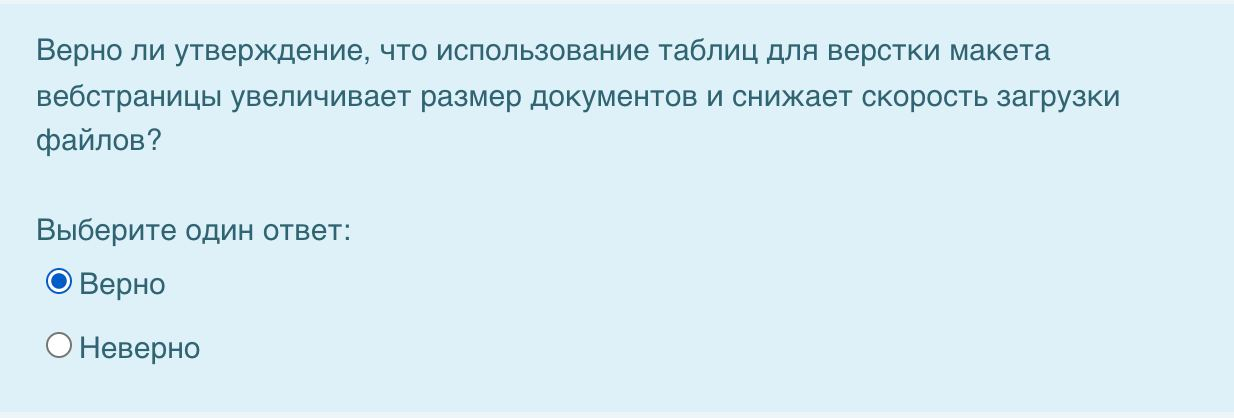 Верно ли утверждение, что использование таблиц для верстки макета
вебстраницы увеличивает размер документов и снижает скорость загрузки
файлов?
Выберите один ответ:
Верно
Неверно